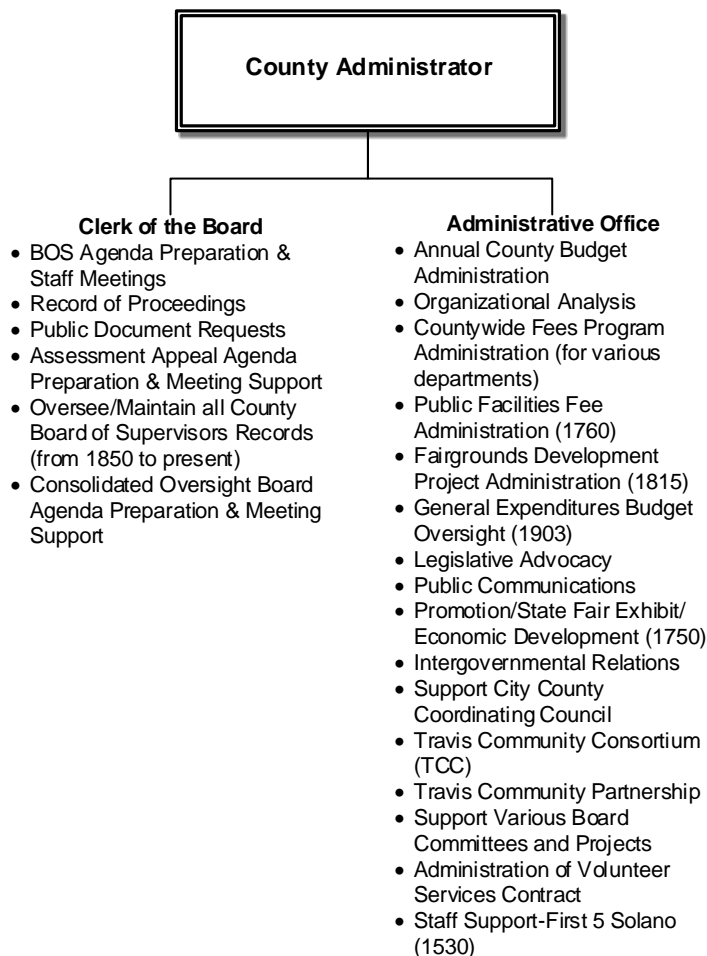 County Administrator
Clerk of the Board
• BOS Agenda Preparation &
Staff Meetings
• Record of Proceedings
• Public Document Requests
• Assessment Appeal Agenda
Preparation & Meeting Support
• Oversee/Maintain all County
Board of Supervisors Records
(from 1850 to present)
• Consolidated Oversight Board
Agenda Preparation & Meeting
Support
Administrative Office
• Annual County Budget
Administration
• Organizational Analysis
• Countywide Fees Program
Administration (for various
departments)
• Public Facilities Fee
Administration (1760)
• Fairgrounds Development
Project Administration (1815)
• General Expenditures Budget
Oversight (1903)
• Legislative Advocacy
• Public Communications
• Promotion/State Fair Exhibit/
Economic Development (1750)
• Intergovernmental Relations
• Support City County
Coordinating Council
• Travis Community Consortium
(TCC)
• Travis Community Partnership
• Support Various Board
Committees and Projects
• Administration of Volunteer
Services Contract
• Staff Support-First 5 Solano
(1530)